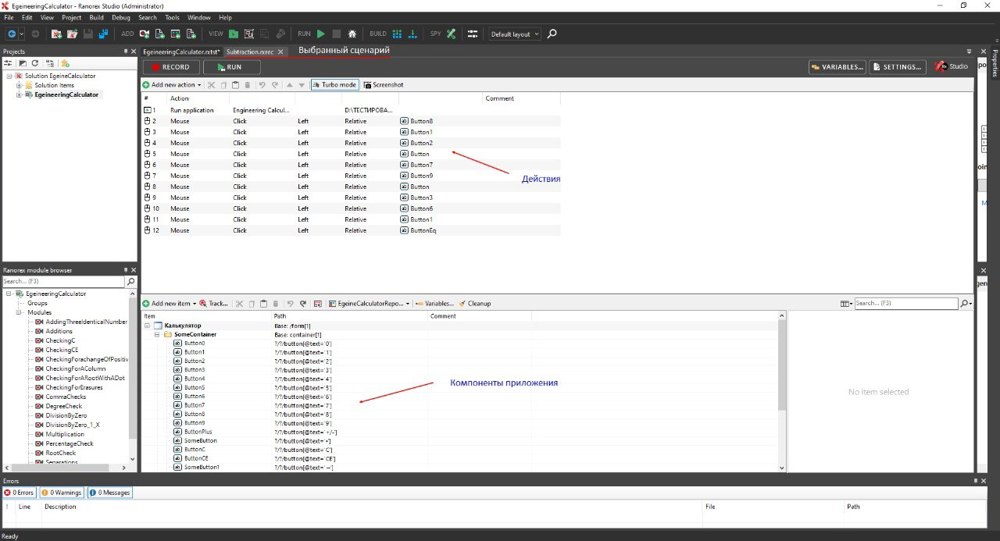 EgeineeringCalculator - Ranorex Studio (Administrator)
File Edit View Project Build Debug Search Tools Window Help
ADD VIEW RUN BUILD SPY Default layout
Projects
Solution EgeineCalculator
Solution Items
EgeineeringCalculator
EgeineeringCalculator.rxtst* Subtraction.rxrec Выбранный сценарий
RECORD RUN VARIABLES... SETTINGS... Studio
Properties
Add new action Turbo mode Screenshot
# Action Comment
1 Run application Engineering Calcul... D:\ТЕСТИРОВА...
2 Mouse Click Left Relative Button8
3 Mouse Click Left Relative Button1
4 Mouse Click Left Relative Button2
5 Mouse Click Left Relative Button
6 Mouse Click Left Relative Button7
7 Mouse Click Left Relative Button9
8 Mouse Click Left Relative Button
9 Mouse Click Left Relative Button3
10 Mouse Click Left Relative Button6
11 Mouse Click Left Relative Button1
12 Mouse Click Left Relative ButtonEq
Действия
Ranorex module browser
Search... (F3)
EgeineeringCalculator
Groups
Modules
AddingThreeIdenticalNumber
Additions
CheckingC
CheckingCE
CheckingForachangeOfPositiv
CheckingForAColumn
CheckingForARootWithADot
CheckingForErasures
CommaChecks
DegreeCheck
DivisionByZero
DivisionByZero_1_X
Multiplication
PercentageCheck
RootCheck
Separations
Add new item Track... EgeineCalculatorRepo... Variables... Cleanup Search... (F3)
Item Path Comment
Калькулятор Base: /form[1]
SomeContainer Base: container[1]
Button0 ?/?/button[@text='0']
Button1 ?/?/button[@text='1']
Button2 ?/?/button[@text='2']
Button3 ?/?/button[@text='3']
Button4 ?/?/button[@text='4']
Button5 ?/?/button[@text='5']
Button6 ?/?/button[@text='6']
Button7 ?/?/button[@text='7']
Button8 ?/?/button[@text='8']
Button9 ?/?/button[@text='9']
ButtonPlus ?/?/button[@text='+/-']
SomeButton ?/?/button[@text='•']
ButtonC ?/?/button[@text='C']
ButtonCE ?/?/button[@text='CE']
SomeButton1 ?/?/button[@text='—']
Компоненты приложения
No item selected
Errors
0 Errors 0 Warnings 0 Messages
! Line Description File Path
Ready